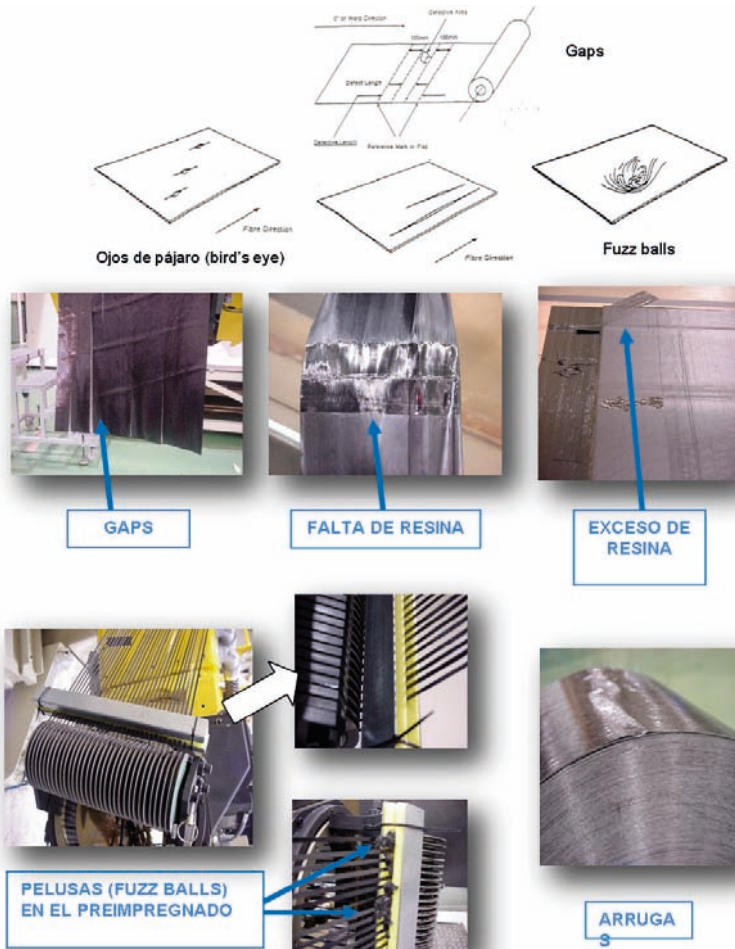 0° or Warp Direction
Defective Area
100mm
100mm
Gaps
Defect Length
Defective Length
Reference Mark or Flag
Fibre Direction
Ojos de pájaro (bird's eye)
Fibre Direction
Fuzz balls
GAPS
FALTA DE RESINA
EXCESO DE
RESINA
PELUSAS (FUZZ BALLS)
EN EL PREIMPREGNADO
ARRUGA
S